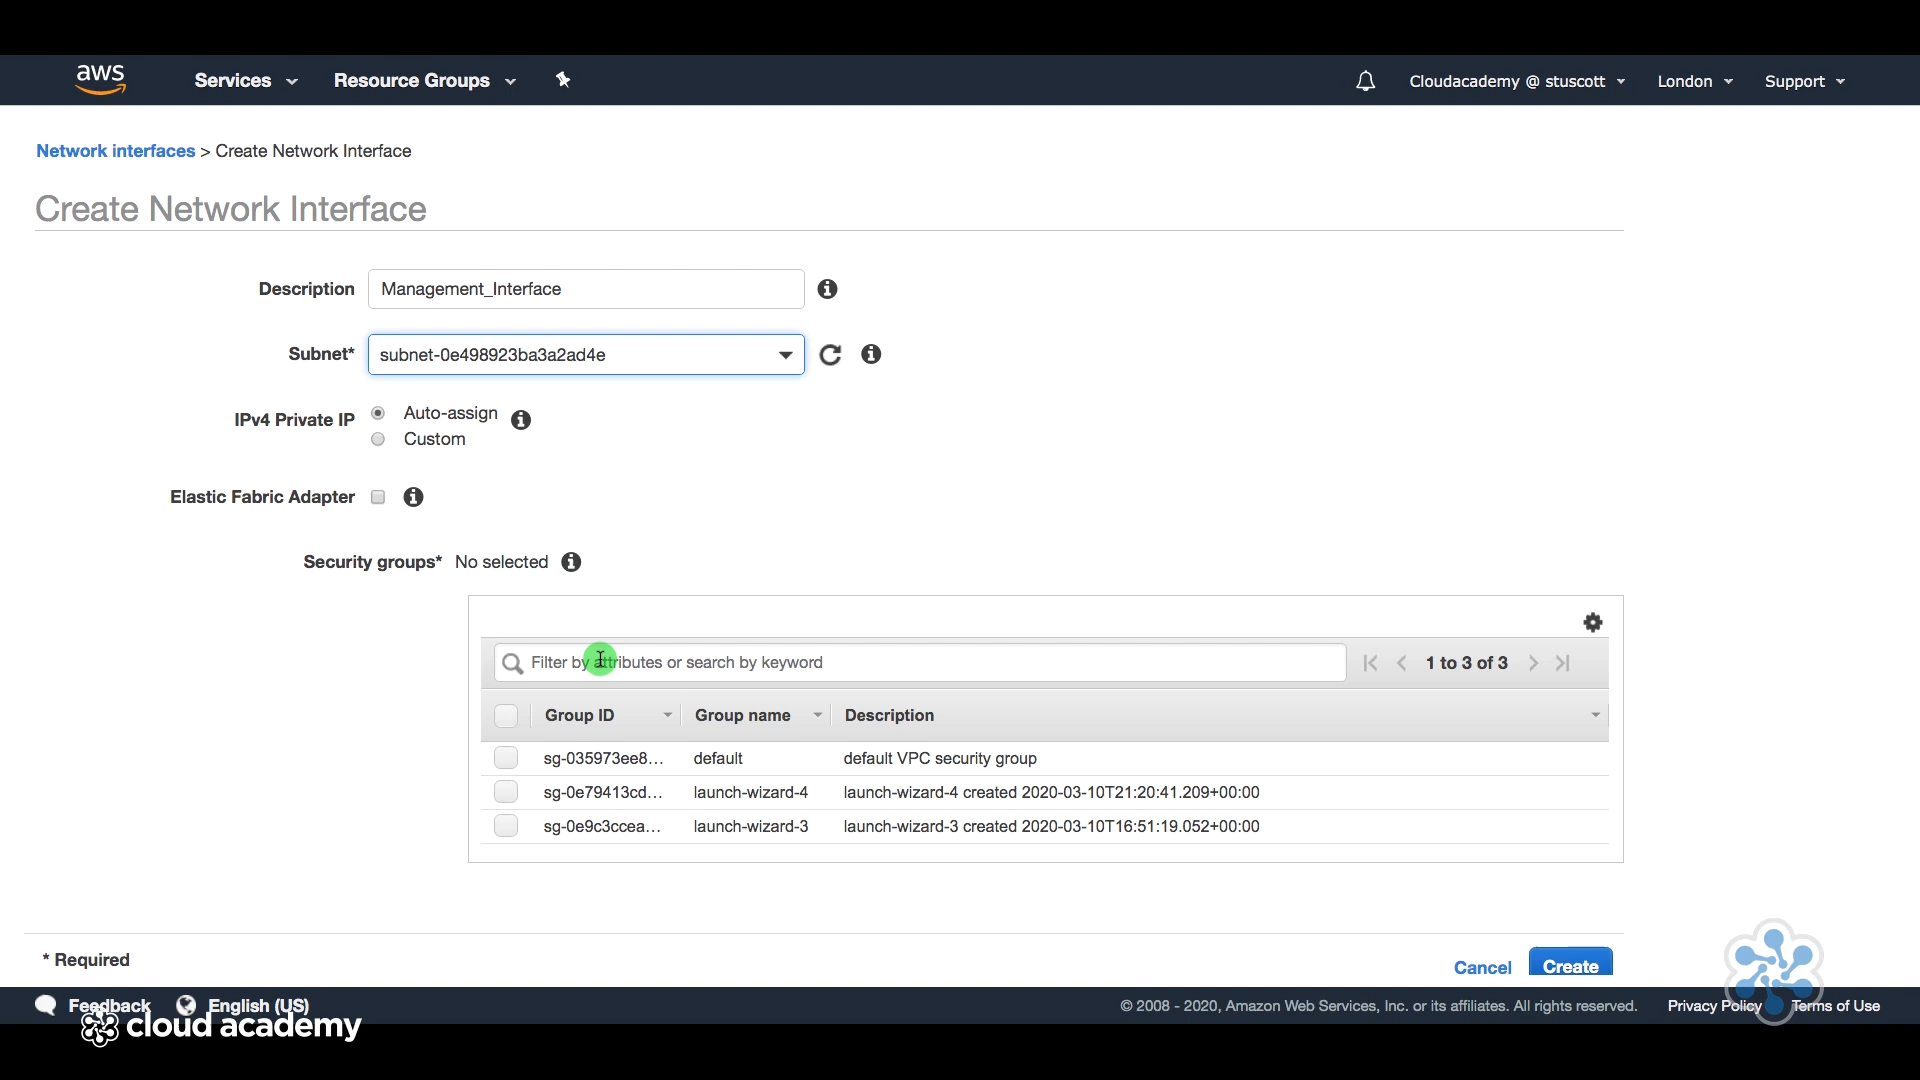 aws Services Resource Groups Cloudacademy @ stuscott London Support
Network interfaces > Create Network Interface
Create Network Interface
Description Management_Interface
Subnet* subnet-0e498923ba3a2ad4e
IPv4 Private IP Auto-assign
Custom
Elastic Fabric Adapter
Security groups* No selected
Filter by attributes or search by keyword 1 to 3 of 3
Group ID Group name Description
sg-035973ee8... default default VPC security group
sg-0e79413cd... launch-wizard-4 launch-wizard-4 created 2020-03-10T21:20:41.209+00:00
sg-0e9c3ccea... launch-wizard-3 launch-wizard-3 created 2020-03-10T16:51:19.052+00:00
* Required Cancel Create
Feedback English (US) © 2008 - 2020, Amazon Web Services, Inc. or its affiliates. All rights reserved. Privacy Policy Terms of Use
cloud academy